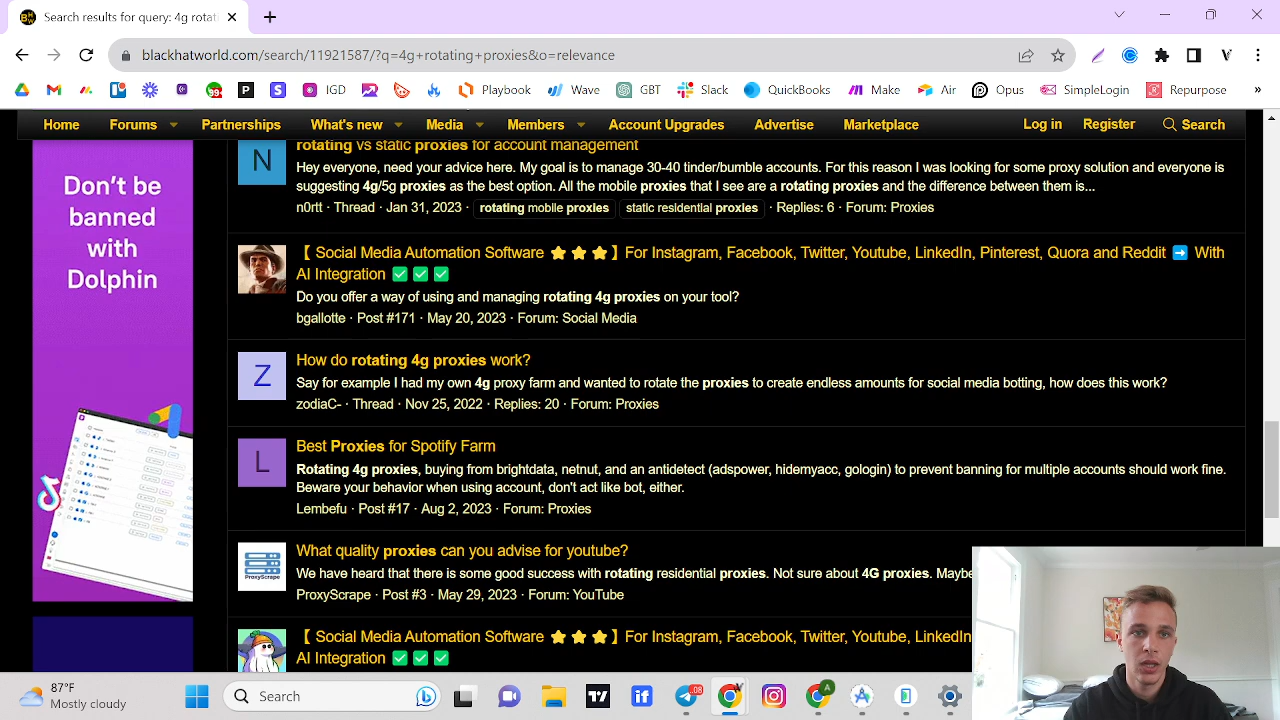 Search results for query: 4g rotati
blackhatworld.com/search/11921587/?q=4g+rotating+proxies&o=relevance
99+
P
S
IGD
Playbook
Wave
GBT
Slack
QuickBooks
Make
Air
Opus
SimpleLogin
Repurpose
»
Home
Forums
Partnerships
What's new
Media
Members
Account Upgrades
Advertise
Marketplace
Log in
Register
Search
Don't be
banned
with
Dolphin
N
rotating vs static proxies for account management
Hey everyone, need your advice here. My goal is to manage 30-40 tinder/bumble accounts. For this reason I was looking for some proxy solution and everyone is
suggesting 4g/5g proxies as the best option. All the mobile proxies that I see are a rotating proxies and the difference between them is...
n0rtt · Thread · Jan 31, 2023 · rotating mobile proxies static residential proxies · Replies: 6 · Forum: Proxies
【 Social Media Automation Software ⭐ ⭐ ⭐ 】For Instagram, Facebook, Twitter, Youtube, LinkedIn, Pinterest, Quora and Reddit ➡️ With
AI Integration ✅ ✅ ✅
Do you offer a way of using and managing rotating 4g proxies on your tool?
bgallotte · Post #171 · May 20, 2023 · Forum: Social Media
Z
How do rotating 4g proxies work?
Say for example I had my own 4g proxy farm and wanted to rotate the proxies to create endless amounts for social media botting, how does this work?
zodiaC- · Thread · Nov 25, 2022 · Replies: 20 · Forum: Proxies
L
Best Proxies for Spotify Farm
Rotating 4g proxies, buying from brightdata, netnut, and an antidetect (adspower, hidemyacc, gologin) to prevent banning for multiple accounts should work fine.
Beware your behavior when using account, don't act like bot, either.
Lembefu · Post #17 · Aug 2, 2023 · Forum: Proxies
ProxyScrape
What quality proxies can you advise for youtube?
We have heard that there is some good success with rotating residential proxies. Not sure about 4G proxies. Maybe
ProxyScrape · Post #3 · May 29, 2023 · Forum: YouTube
【 Social Media Automation Software ⭐ ⭐ ⭐ 】For Instagram, Facebook, Twitter, Youtube, LinkedIn
AI Integration ✅ ✅ ✅
87°F
Mostly cloudy
Search
.08